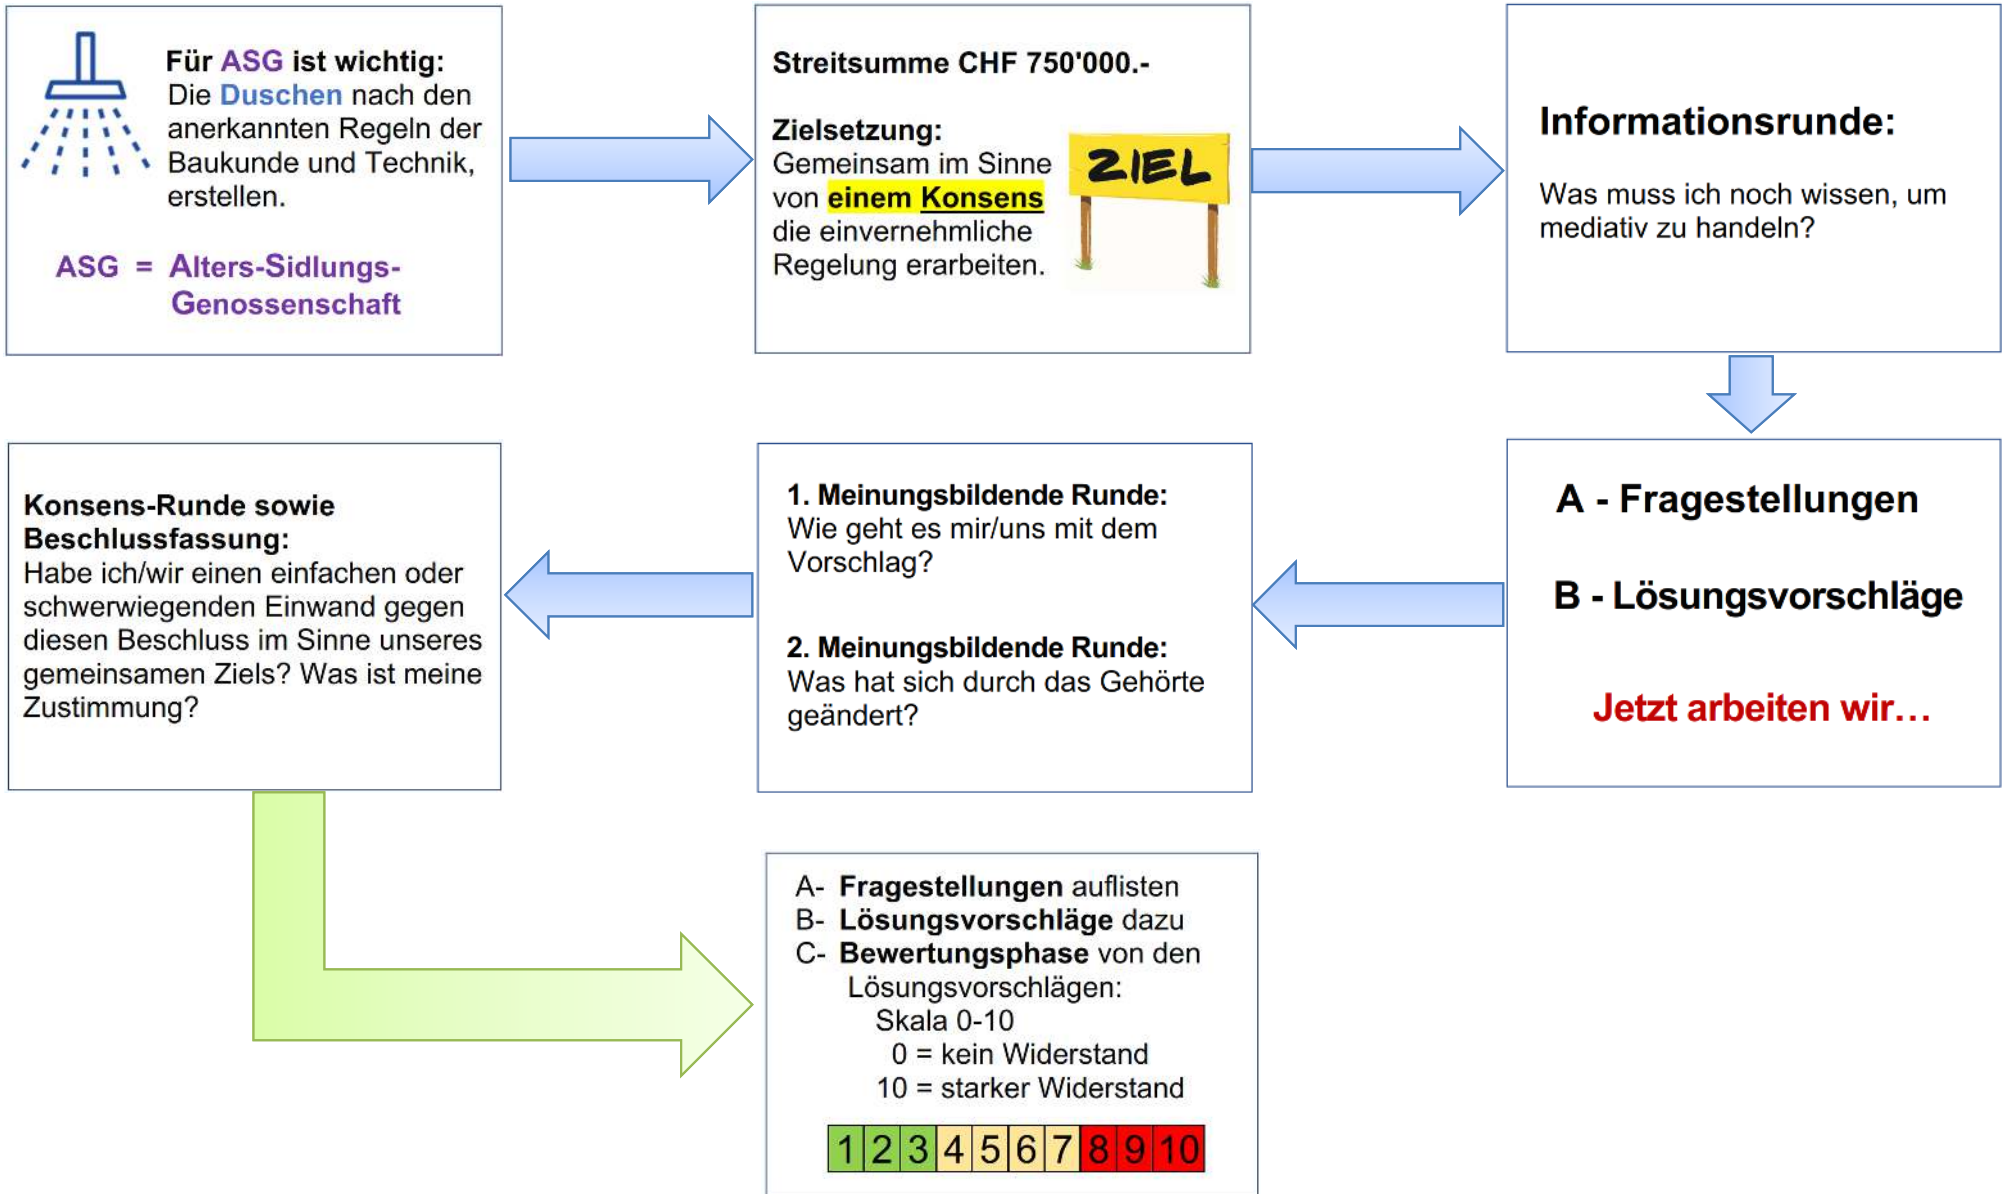 Für ASG ist wichtig:
Die Duschen nach den
anerkannten Regeln der
Baukunde und Technik,
erstellen.
ASG = Alters-Sidlungs-
Genossenschaft
Streitsumme CHF 750'000.-
Zielsetzung:
Gemeinsam im Sinne
von einem Konsens
die einvernehmliche
Regelung erarbeiten.
ZIEL
Informationsrunde:
Was muss ich noch wissen, um
mediativ zu handeln?
A - Fragestellungen
B - Lösungsvorschläge
Jetzt arbeiten wir…
1. Meinungsbildende Runde:
Wie geht es mir/uns mit dem
Vorschlag?
2. Meinungsbildende Runde:
Was hat sich durch das Gehörte
geändert?
Konsens-Runde sowie
Beschlussfassung:
Habe ich/wir einen einfachen oder
schwerwiegenden Einwand gegen
diesen Beschluss im Sinne unseres
gemeinsamen Ziels? Was ist meine
Zustimmung?
A- Fragestellungen auflisten
B- Lösungsvorschläge dazu
C- Bewertungsphase von den
Lösungsvorschlägen:
Skala 0-10
0 = kein Widerstand
10 = starker Widerstand
1 2 3 4 5 6 7 8 9 10